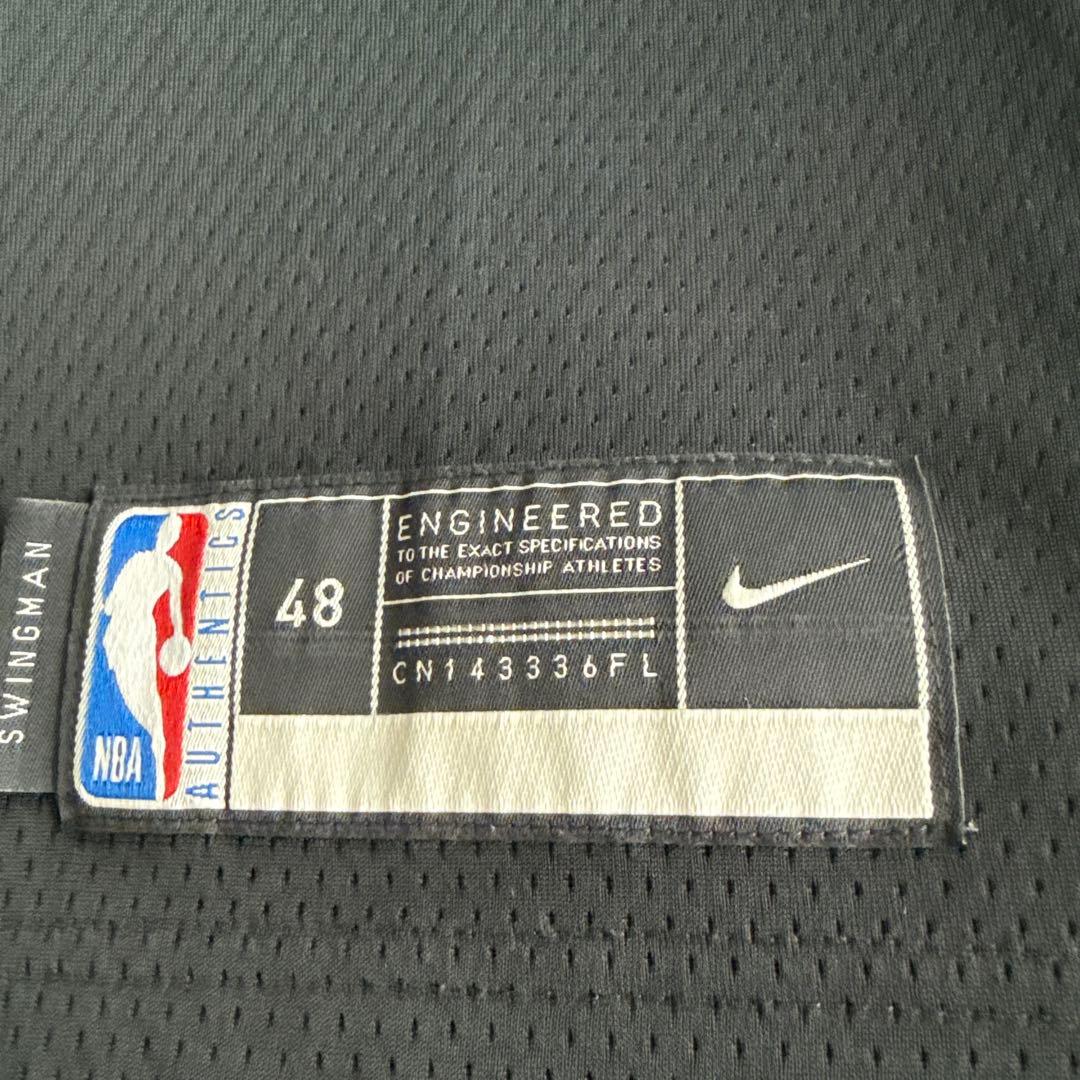 SWINGMAN
NBA
AUTHENTICS
48
ENGINEERED
TO THE EXACT SPECIFICATIONS
OF CHAMPIONSHIP ATHLETES
CN143336FL